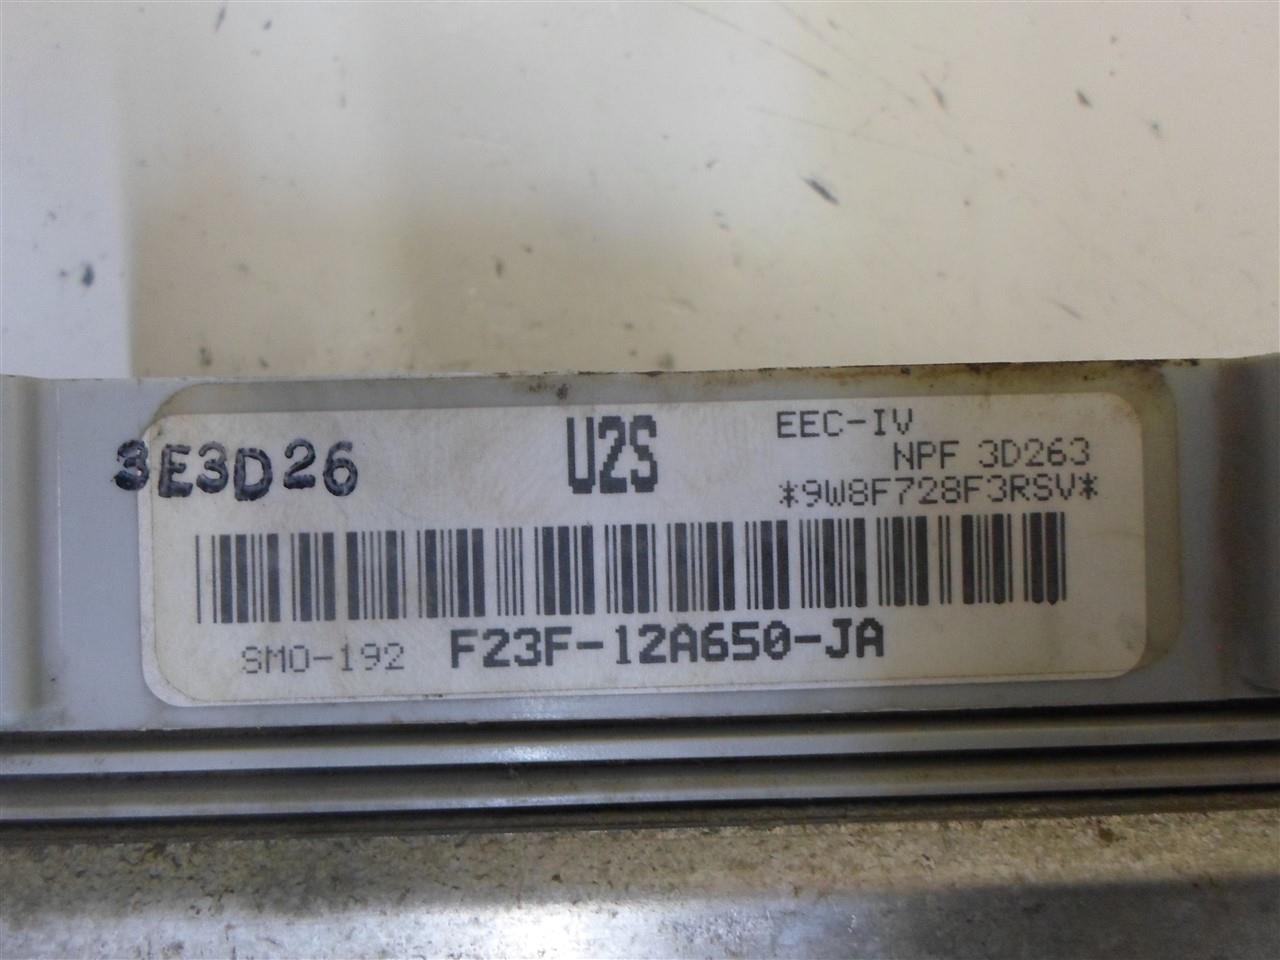 3E3D26
U2S
EEC-IV
NPF 3D263
*9W8F728F3RSV*
SMO-192 F23F-12A650-JA